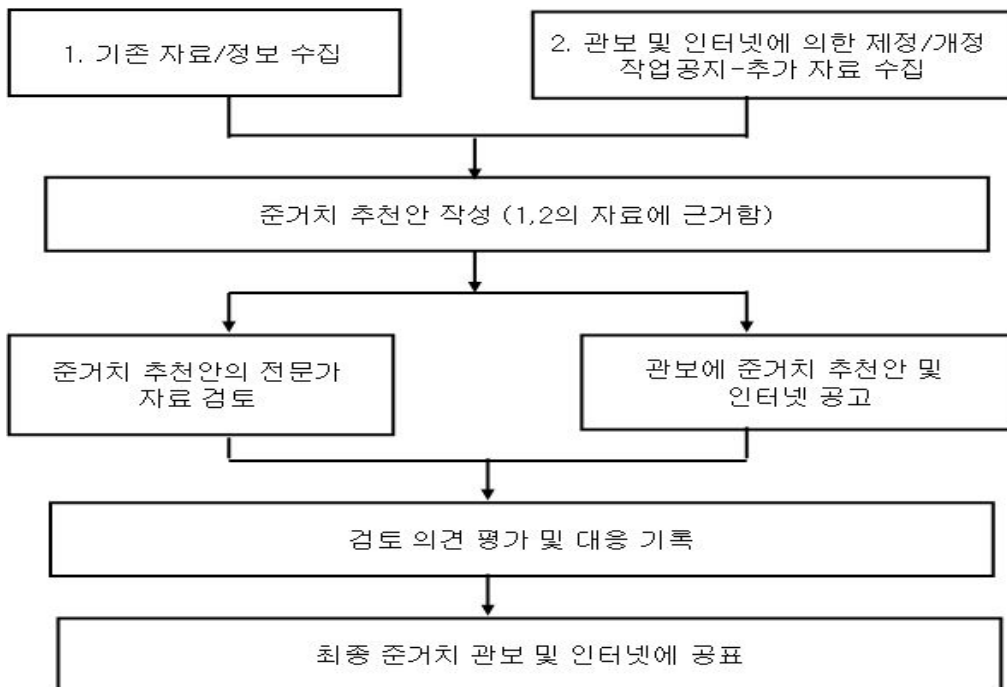 1. 기존 자료/정보 수집
2. 관보 및 인터넷에 의한 제정/개정
작업공지-추가 자료 수집
준거치 추천안 작성 (1,2의 자료에 근거함)
준거치 추천안의 전문가
자료 검토
관보에 준거치 추천안 및
인터넷 공고
검토 의견 평가 및 대응 기록
최종 준거치 관보 및 인터넷에 공표